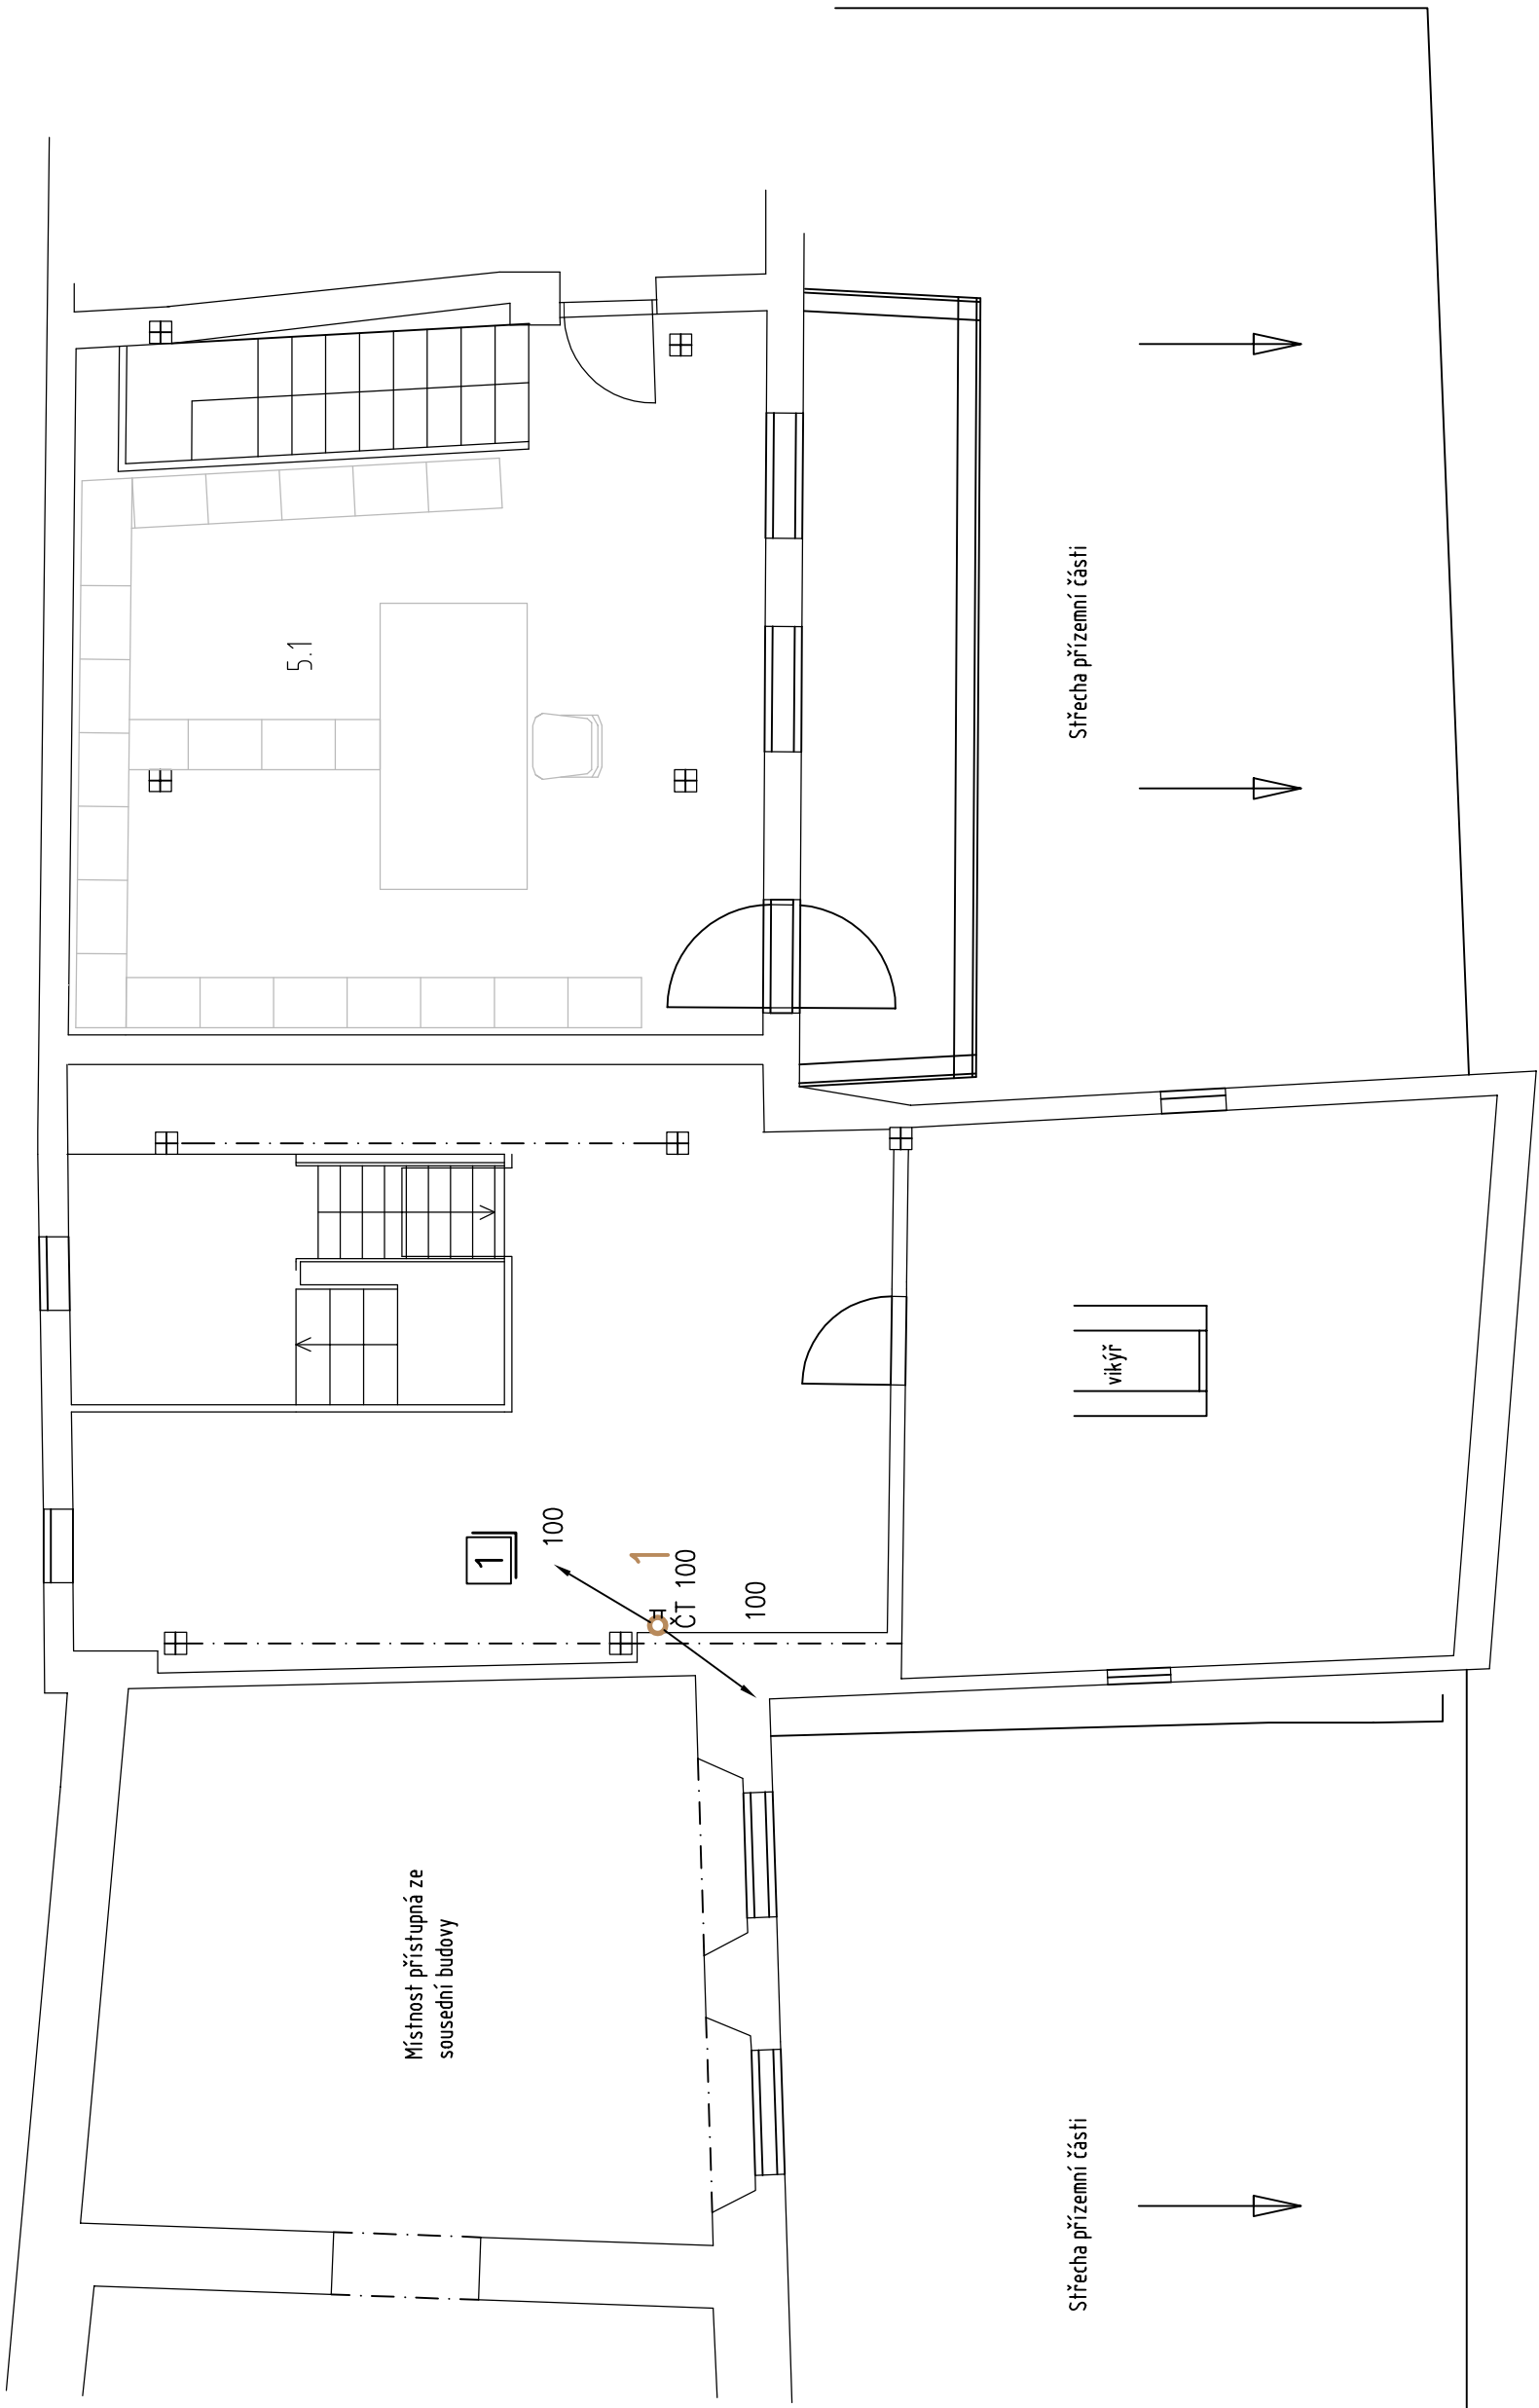 5.1
Střecha přízemní části
vikýř
1
100
1
ČT 100
100
Místnost přístupná ze
sousední budovy
Střecha přízemní části